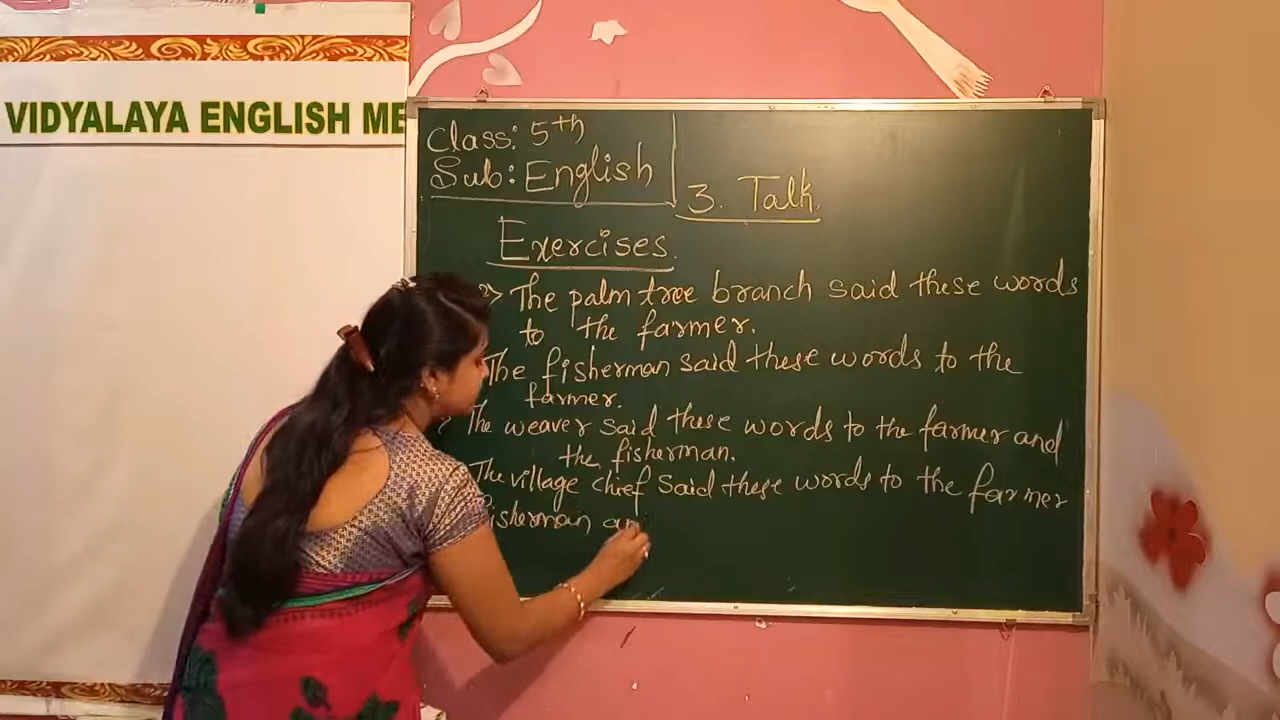 VIDYALAYA ENGLISH ME
Class: 5th
Sub: English
3. Talk.
Exercises.
2> The palm tree branch said these words
to the farmer.
The fisherman said these words to the
farmer.
The weaver said these words to the farmer and
the fisherman.
The village chief said these words to the farmer
fisherman an